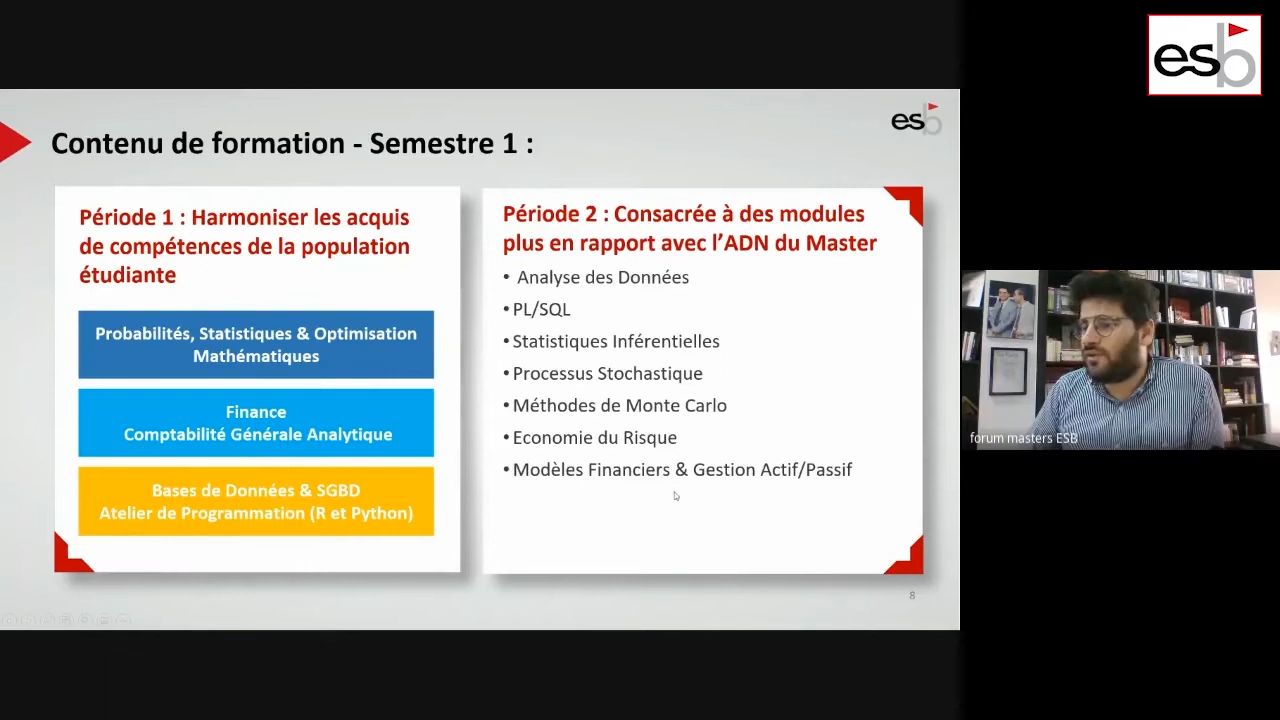 esb
esb
Contenu de formation - Semestre 1 :
Période 1 : Harmoniser les acquis
de compétences de la population
étudiante
Probabilités, Statistiques & Optimisation
Mathématiques
Finance
Comptabilité Générale Analytique
Bases de Données & SGBD
Atelier de Programmation (R et Python)
Période 2 : Consacrée à des modules
plus en rapport avec l’ADN du Master
• Analyse des Données
• PL/SQL
• Statistiques Inférentielles
• Processus Stochastique
• Méthodes de Monte Carlo
• Economie du Risque
• Modèles Financiers & Gestion Actif/Passif
8
forum masters ESB